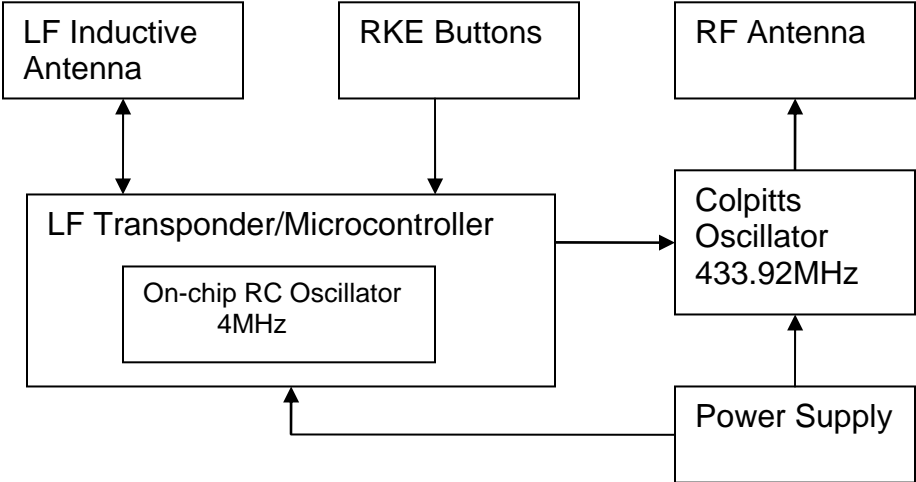 LF Inductive
Antenna
RKE Buttons
RF Antenna
LF Transponder/Microcontroller
On-chip RC Oscillator
4MHz
Colpitts
Oscillator
433.92MHz
Power Supply